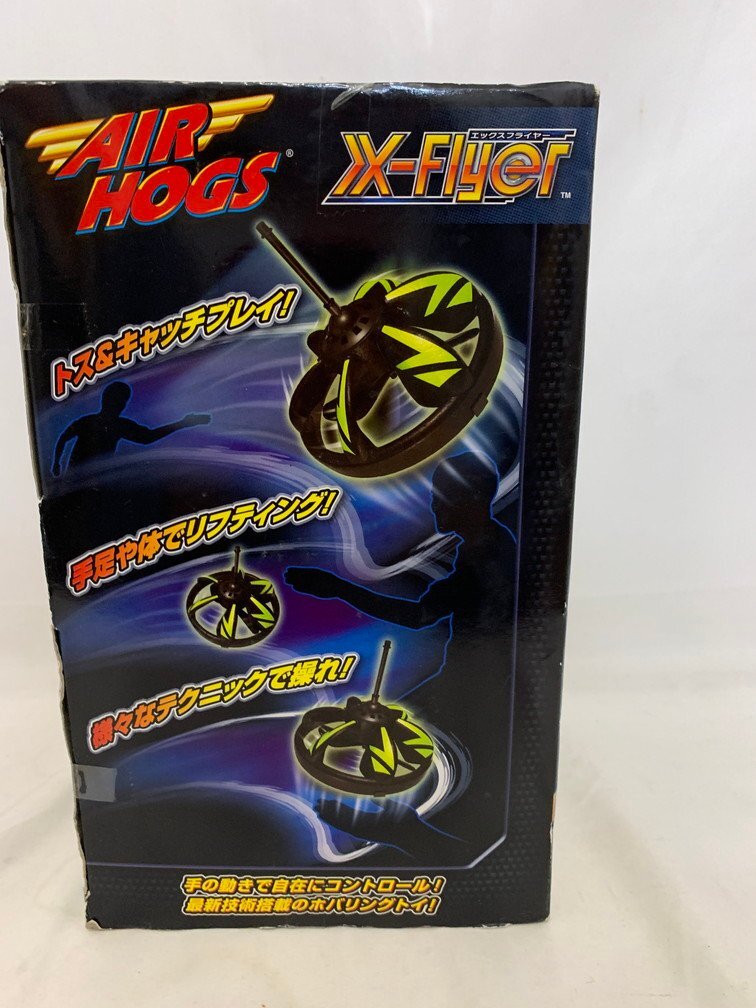 AIR
HOGS®
エックスフライヤー
X-Flyer™
トス&キャッチプレイ!
手足や体でリフティング!
様々なテクニックで操れ!
手の動きで自在にコントロール!
最新技術搭載のホバリングトイ!